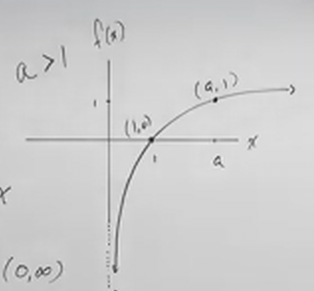 f(x)
a > 1
1
(a, 1)
(1, 0)
x
1
a
x
(0, ∞)